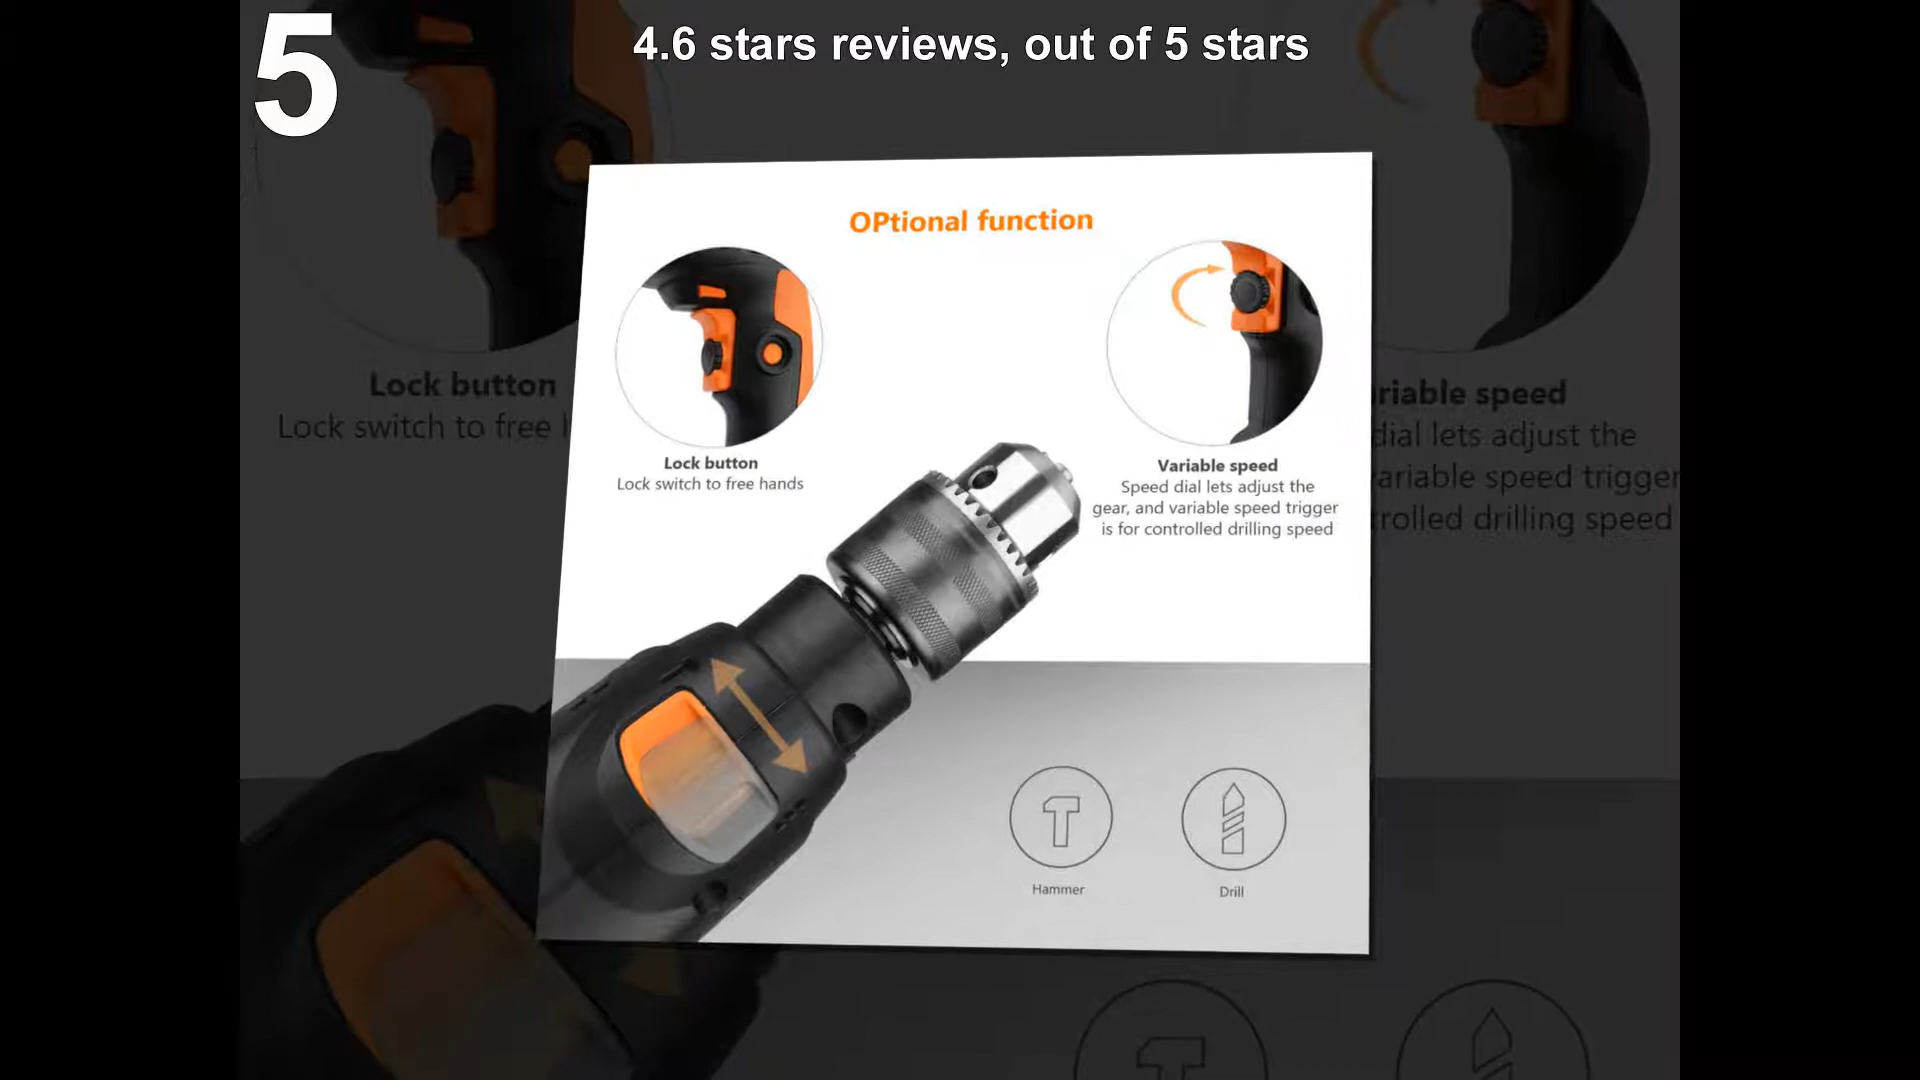 5
4.6 stars reviews, out of 5 stars
OPtional function
Lock button
Lock switch to free hands
Variable speed
Speed dial lets adjust the
gear, and variable speed trigger
is for controlled drilling speed
Hammer
Drill
Lock button
Lock switch to free
riable speed
dial lets adjust the
ariable speed trigger
rolled drilling speed